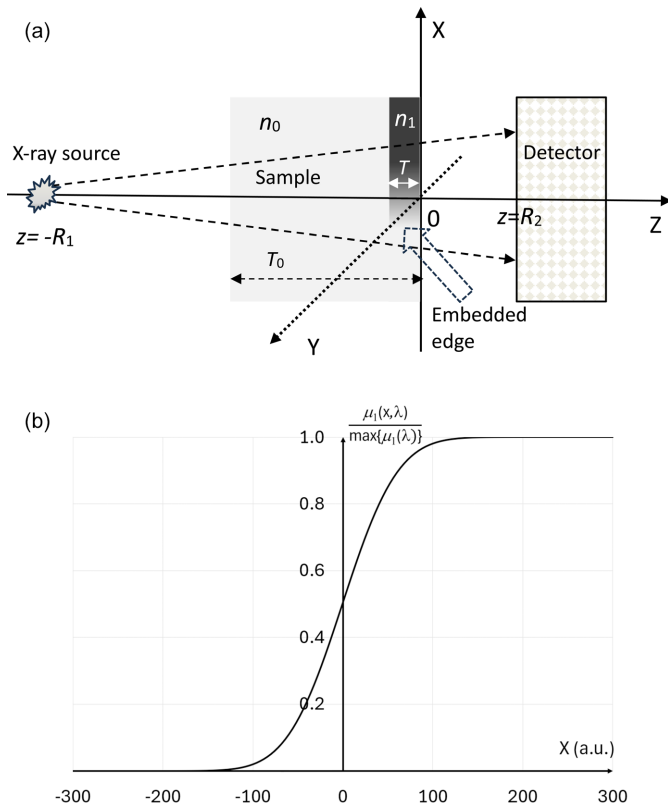 (a)
X
n₀
n₁
X-ray source
Sample
T
Detector
0
z=R₂
Z
z= -R₁
T₀
Embedded
edge
Y
(b)
μ₁(x,λ)
max{μ₁(λ)}
1.0
0.8
0.6
0.4
0.2
X (a.u.)
-300 -200 -100 0 100 200 300